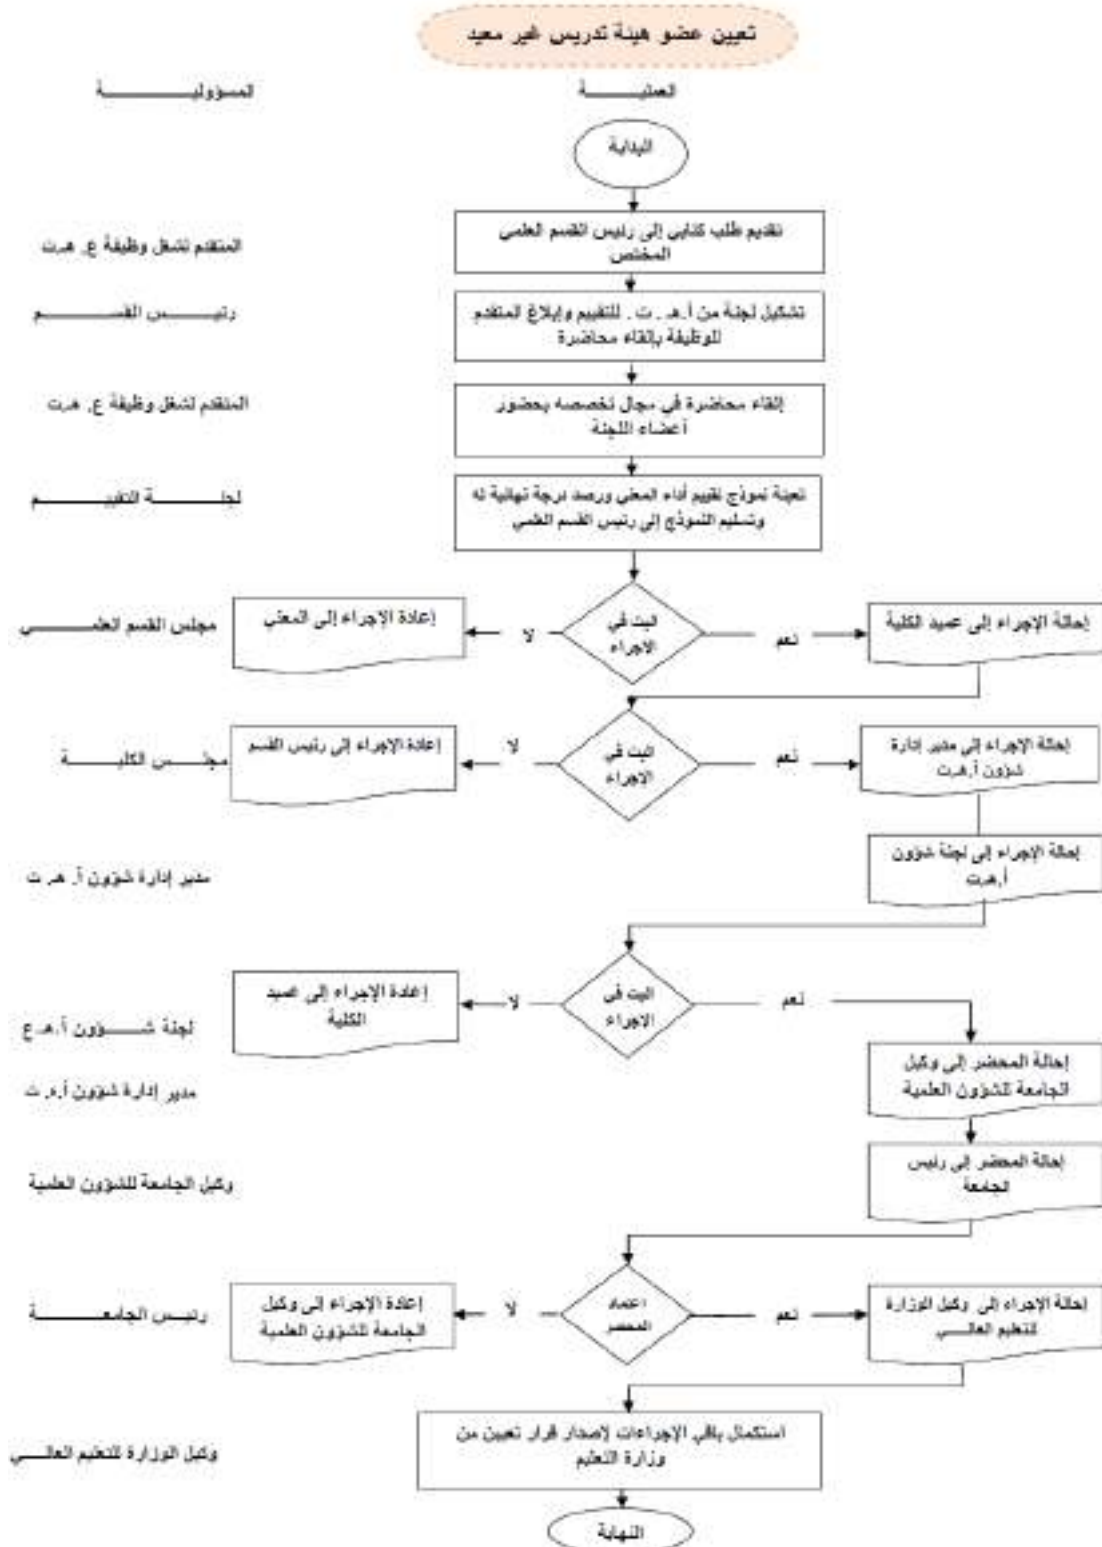 تعيين عضو هيئة تدريس غير معيد
العملية
المسؤولية
البداية
تقديم طلب كتابي إلى رئيس القسم العلمي
المختص
المتقدم لشغل وظيفة ع. هـ.ت
تشكيل لجنة من أ.هـ . ت . للتقييم وإبلاغ المتقدم
للوظيفة بإلقاء محاضرة
رئيس القسم
إلقاء محاضرة في مجال تخصصه بحضور
أعضاء اللجنة
المتقدم لشغل وظيفة ع. هـ.ت
تعبئة نموذج تقييم أداء المعني ورصد درجة نهائية له
وتسليم النموذج إلى رئيس القسم العلمي
لجنة التقييم
إحالة الإجراء إلى عميد الكلية
نعم
البت في
الاجراء
لا
إعادة الإجراء إلى المعني
مجلس القسم العلمي
إحالة الإجراء إلى مدير إدارة
شؤون أ.هـ.ت
نعم
البت في
الاجراء
لا
إعادة الإجراء إلى رئيس القسم
مجلس الكلية
إحالة الإجراء إلى لجنة شؤون
أ.هـ.ت
مدير إدارة شؤون أ. هـ. ت
نعم
البت في
الاجراء
لا
إعادة الإجراء إلى عميد
الكلية
لجنة شؤون أ.هـ.ع
إحالة المحضر إلى وكيل
الجامعة للشؤون العلمية
مدير إدارة شؤون أ.ه. ت
إحالة المحضر إلى رئيس
الجامعة
وكيل الجامعة للشؤون العلمية
إحالة الإجراء إلى وكيل الوزارة
للتعليم العالي
نعم
اعتماد
المحضر
لا
إعادة الإجراء إلى وكيل
الجامعة للشؤون العلمية
رئيس الجامعة
استكمال باقي الإجراءات لإصدار قرار تعيين من
وزارة التعليم
وكيل الوزارة للتعليم العالي
النهاية